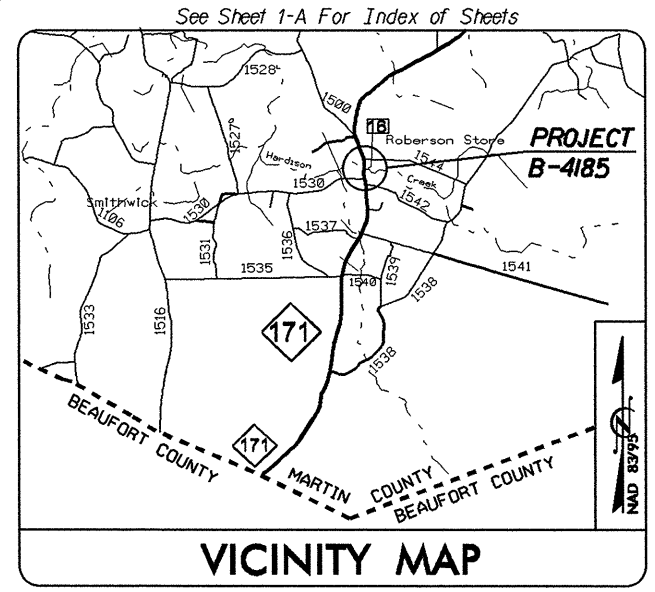 See Sheet 1-A For Index of Sheets
1528
1500
1527
16
Roberson Store
PROJECT
B-4185
1544
Hardison
Creek
1530
1542
Smithwick
1106
1530
1537
1531
1536
1535
1539
1541
1540
1538
1533
1516
171
1538
171
BEAUFORT COUNTY
MARTIN COUNTY
BEAUFORT COUNTY
NAD 83/95
VICINITY MAP